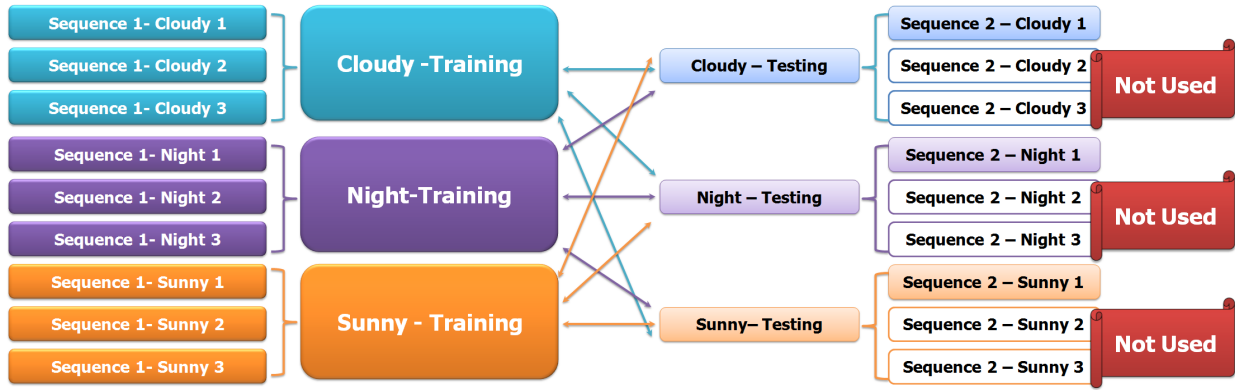 Sequence 1- Cloudy 1
Sequence 1- Cloudy 2
Sequence 1- Cloudy 3
Cloudy -Training
Cloudy – Testing
Sequence 2 – Cloudy 1
Sequence 2 – Cloudy 2
Sequence 2 – Cloudy 3
Not Used
Sequence 1- Night 1
Sequence 1- Night 2
Sequence 1- Night 3
Night-Training
Night – Testing
Sequence 2 – Night 1
Sequence 2 – Night 2
Sequence 2 – Night 3
Not Used
Sequence 1- Sunny 1
Sequence 1- Sunny 2
Sequence 1- Sunny 3
Sunny - Training
Sunny– Testing
Sequence 2 – Sunny 1
Sequence 2 – Sunny 2
Sequence 2 – Sunny 3
Not Used